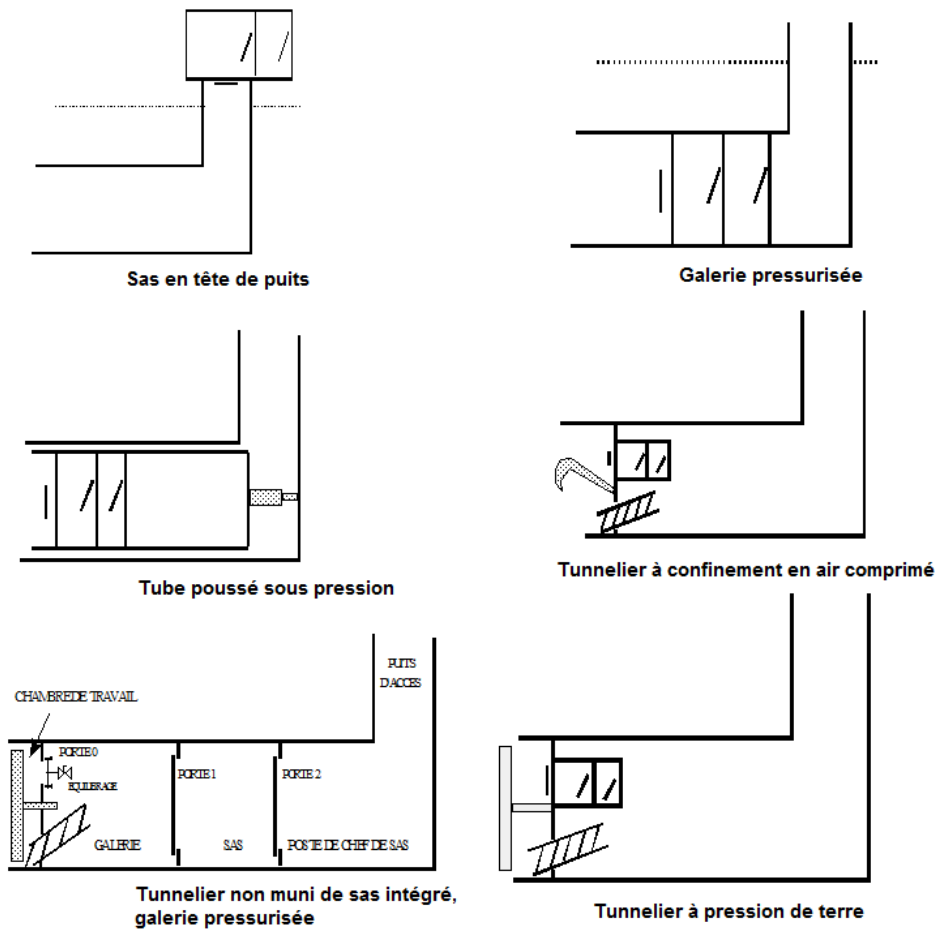 Sas en tête de puits
Galerie pressurisée
Tube poussé sous pression
Tunnelier à confinement en air comprimé
PUITS
D'ACCES
CHAMBRE DE TRAVAIL
PORTE 0
EQUILIBRAGE
PORTE 1
PORTE 2
GALERIE
SAS
POSTE DE CHEF DE SAS
Tunnelier non muni de sas intégré,
galerie pressurisée
Tunnelier à pression de terre